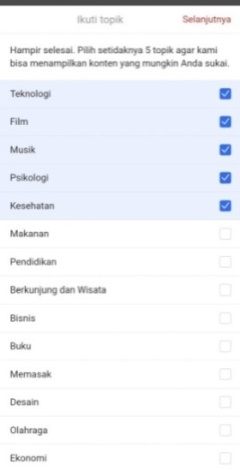 Ikuti topik
Selanjutnya
Hampir selesai. Pilih setidaknya 5 topik agar kami
bisa menampilkan konten yang mungkin Anda sukai.
Teknologi
Film
Musik
Psikologi
Kesehatan
Makanan
Pendidikan
Berkunjung dan Wisata
Bisnis
Buku
Memasak
Desain
Olahraga
Ekonomi